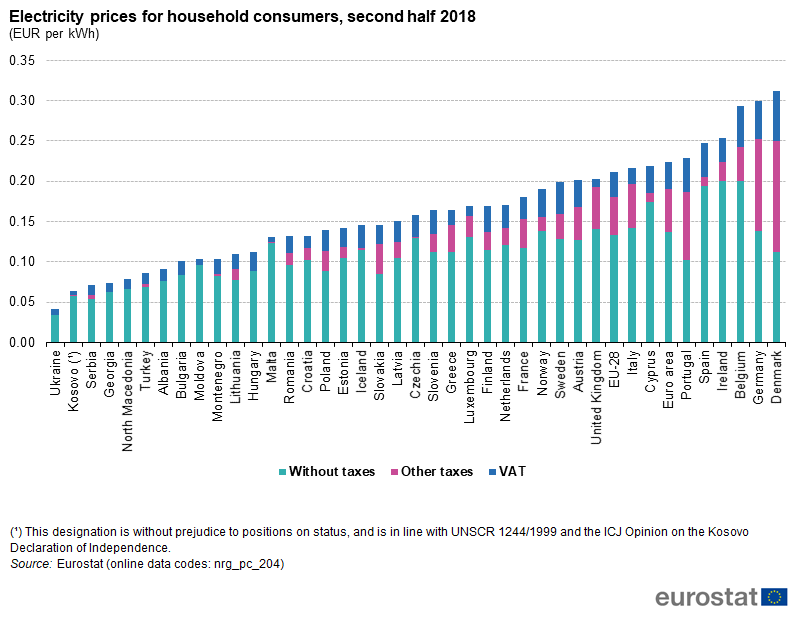 Electricity prices for household consumers, second half 2018
(EUR per kWh)
0.35
0.30
0.25
0.20
0.15
0.10
0.05
0.00
Ukraine
Kosovo (¹)
Serbia
Georgia
North Macedonia
Turkey
Albania
Bulgaria
Moldova
Montenegro
Lithuania
Hungary
Malta
Romania
Croatia
Poland
Estonia
Iceland
Slovakia
Latvia
Czechia
Slovenia
Greece
Luxembourg
Finland
Netherlands
France
Norway
Sweden
Austria
United Kingdom
EU-28
Italy
Cyprus
Euro area
Portugal
Spain
Ireland
Belgium
Germany
Denmark
Without taxes Other taxes VAT
(¹) This designation is without prejudice to positions on status, and is in line with UNSCR 1244/1999 and the ICJ Opinion on the Kosovo
Declaration of Independence.
Source: Eurostat (online data codes: nrg_pc_204)
eurostat